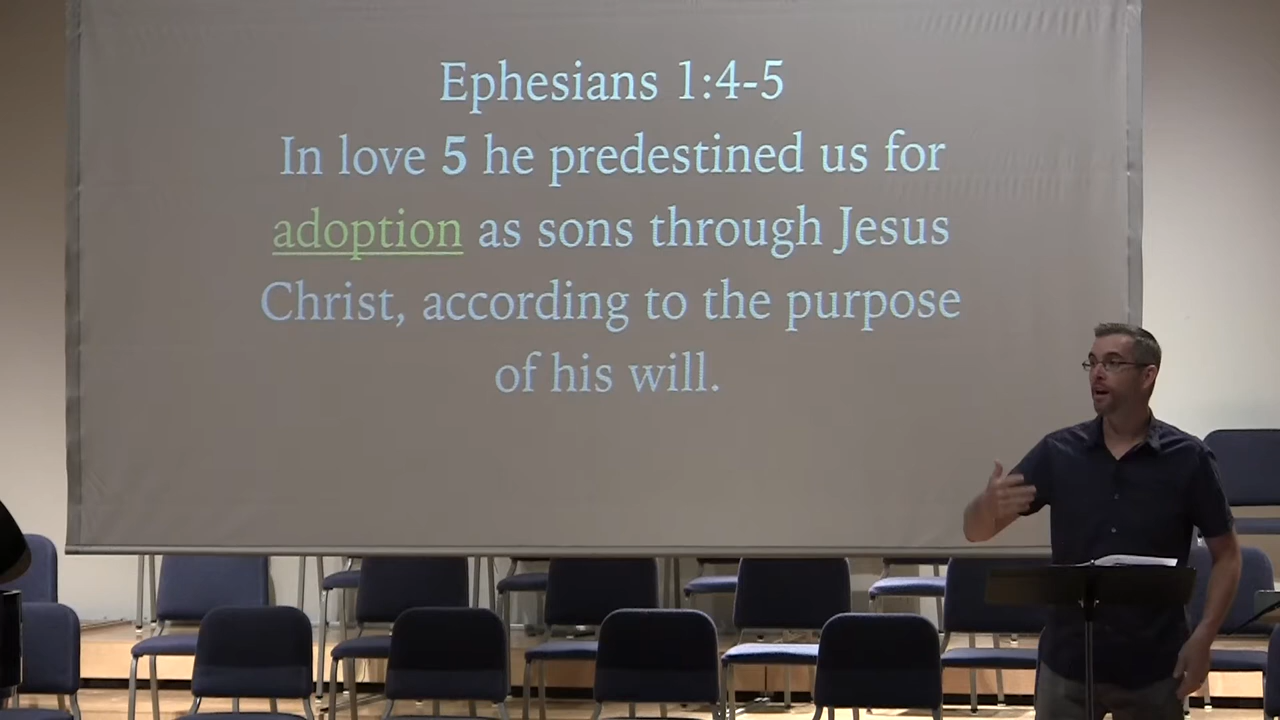 Ephesians 1:4-5
In love 5 he predestined us for
adoption as sons through Jesus
Christ, according to the purpose
of his will.